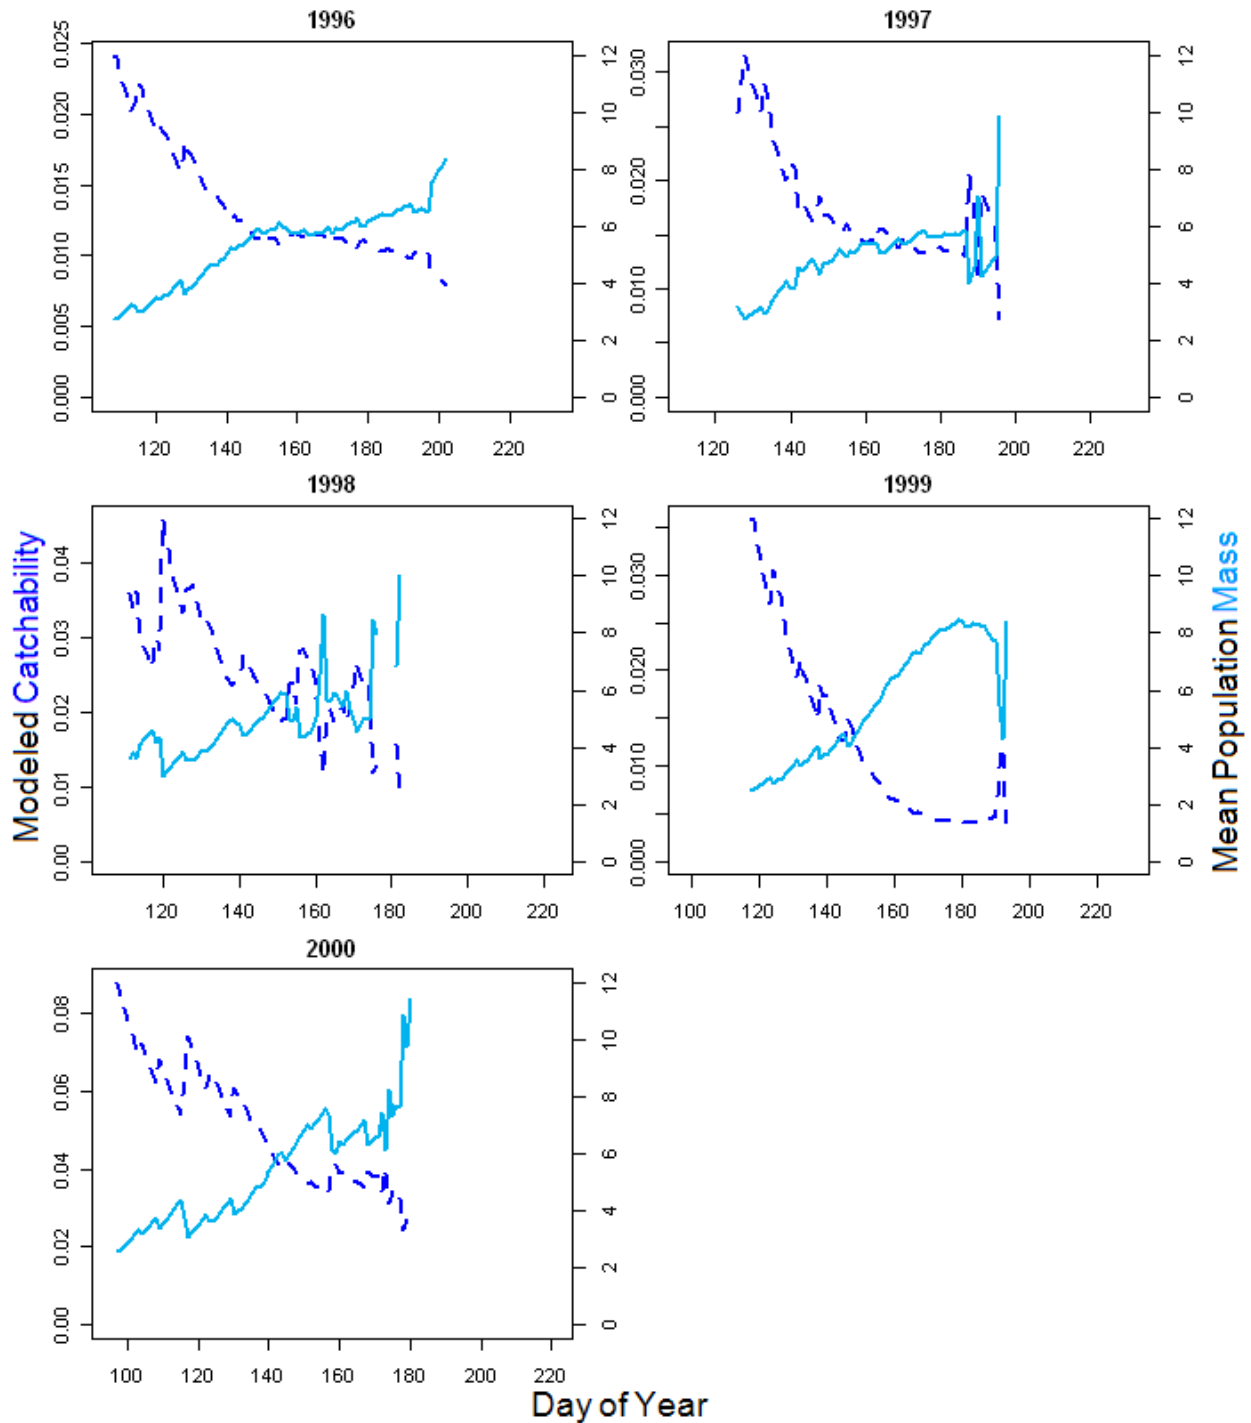 1996
0.000 0.005 0.010 0.015 0.020 0.025
0 2 4 6 8 10 12
120 140 160 180 200 220
1997
0.000 0.010 0.020 0.030
0 2 4 6 8 10 12
120 140 160 180 200 220
1998
0.00 0.01 0.02 0.03 0.04
0 2 4 6 8 10 12
120 140 160 180 200 220
1999
0.000 0.010 0.020 0.030
0 2 4 6 8 10 12
100 120 140 160 180 200 220
2000
0.00 0.02 0.04 0.06 0.08
0 2 4 6 8 10 12
100 120 140 160 180 200 220
Modeled Catchability
Mean Population Mass
Day of Year